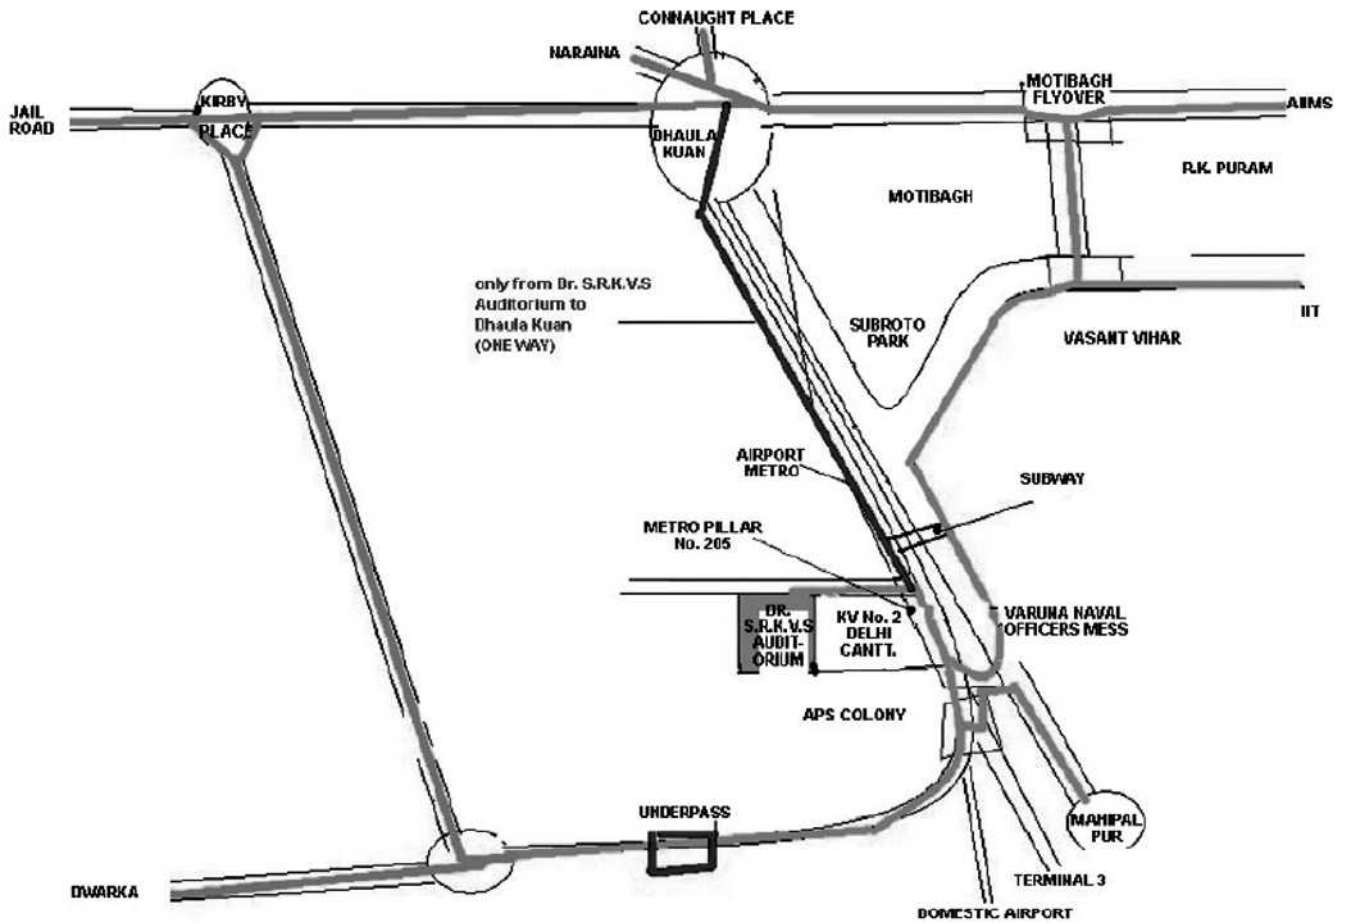 CONNAUGHT PLACE
NARAINA
JAIL
ROAD
KIRBY
PLACE
DHAULA
KUAN
MOTIBAGH
FLYOVER
AIIMS
R.K. PURAM
MOTIBAGH
only from Dr. S.R.K.V.S
Auditorium to
Dhaula Kuan
(ONE WAY)
SUBROTO
PARK
VASANT VIHAR
IIT
AIRPORT
METRO
SUBWAY
METRO PILLAR
No. 205
DR.
S.R.K.V.S
AUDIT-
ORIUM
KV No. 2
DELHI
CANTT.
VARUNA NAVAL
OFFICERS MESS
APS COLONY
UNDERPASS
MAHIPAL
PUR
DWARKA
TERMINAL 3
DOMESTIC AIRPORT